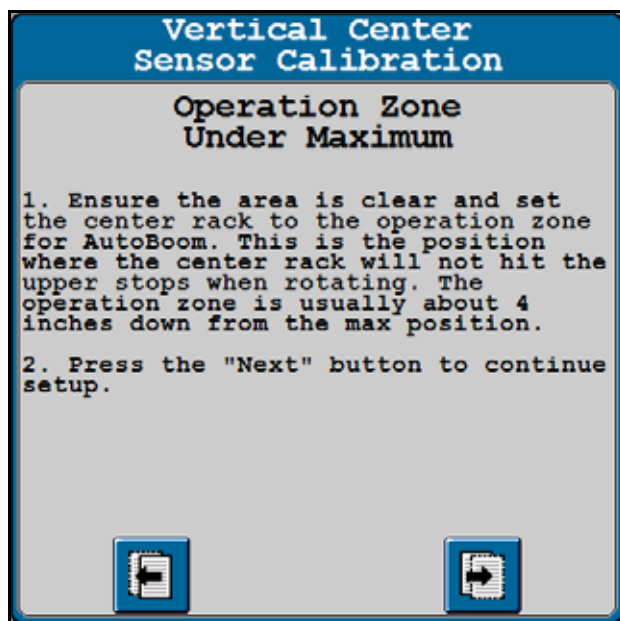 Vertical Center
Sensor Calibration
Operation Zone
Under Maximum
1. Ensure the area is clear and set
the center rack to the operation zone
for AutoBoom. This is the position
where the center rack will not hit the
upper stops when rotating. The
operation zone is usually about 4
inches down from the max position.
2. Press the "Next" button to continue
setup.